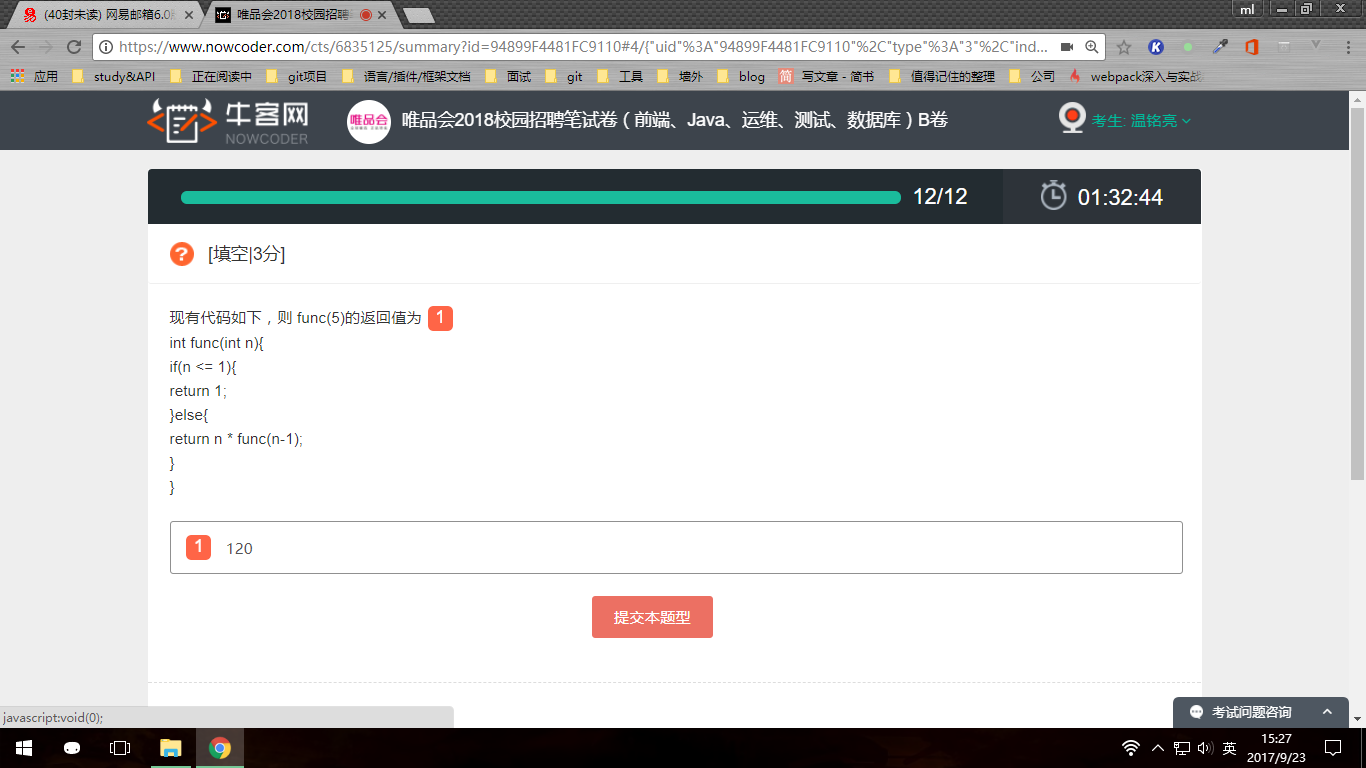 (40封未读) 网易邮箱6.0版
唯品会2018校园招聘
ml
https://www.nowcoder.com/cts/6835125/summary?id=94899F4481FC9110#4/{"uid"%3A"94899F4481FC9110"%2C"type"%3A"3"%2C"ind...
应用 study&API 正在阅读中 git项目 语言/插件/框架文档 面试 git 工具 墙外 blog 简 写文章 - 简书 值得记住的整理 公司 webpack深入与实战
牛客网
NOWCODER
唯品会
唯品会2018校园招聘笔试卷（前端、Java、运维、测试、数据库）B卷
考生: 温铭亮
12/12
01:32:44
? [填空|3分]
现有代码如下，则 func(5)的返回值为 1
int func(int n){
if(n <= 1){
return 1;
}else{
return n * func(n-1);
}
}
1 120
提交本题型
javascript:void(0);
考试问题咨询
英
15:27
2017/9/23